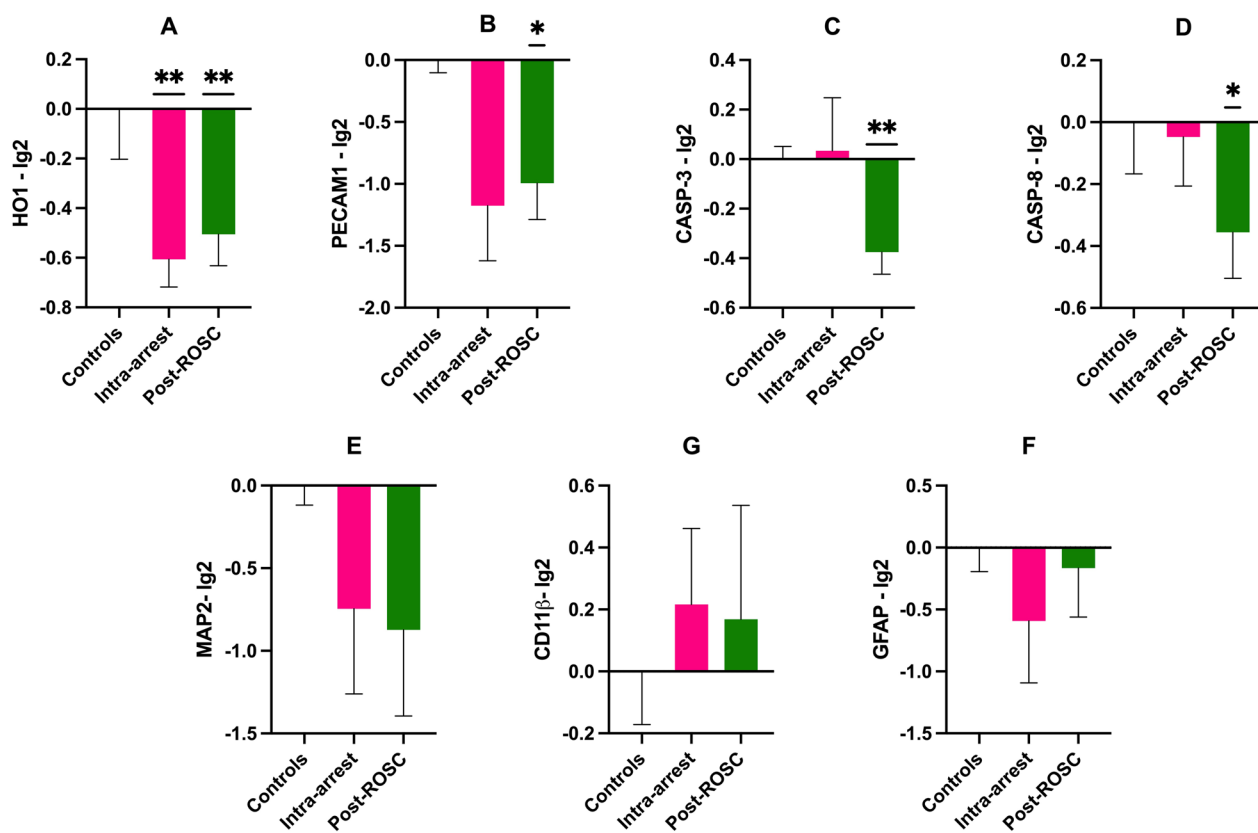 A
HO1 - lg2
0.2
0.0
-0.2
-0.4
-0.6
-0.8
**
**
Controls
Intra-arrest
Post-ROSC
B
PECAM1 - lg2
0.0
-0.5
-1.0
-1.5
-2.0
*
Controls
Intra-arrest
Post-ROSC
C
CASP-3 - lg2
0.4
0.2
0.0
-0.2
-0.4
-0.6
**
Controls
Intra-arrest
Post-ROSC
D
CASP-8 - lg2
0.2
0.0
-0.2
-0.4
-0.6
*
Controls
Intra-arrest
Post-ROSC
E
MAP2- lg2
0.0
-0.5
-1.0
-1.5
Controls
Intra-arrest
Post-ROSC
G
CD11β- lg2
0.6
0.4
0.2
0.0
-0.2
Controls
Intra-arrest
Post-ROSC
F
GFAP - lg2
0.5
0.0
-0.5
-1.0
-1.5
Controls
Intra-arrest
Post-ROSC